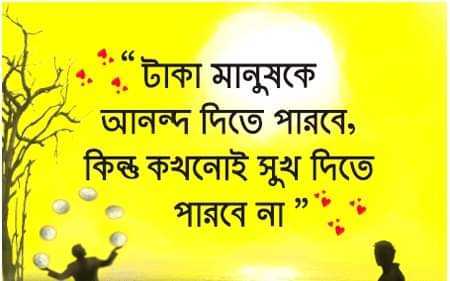 “ টাকা মানুষকে
আনন্দ দিতে পারবে,
কিন্তু কখনোই সুখ দিতে
পারবে না ”